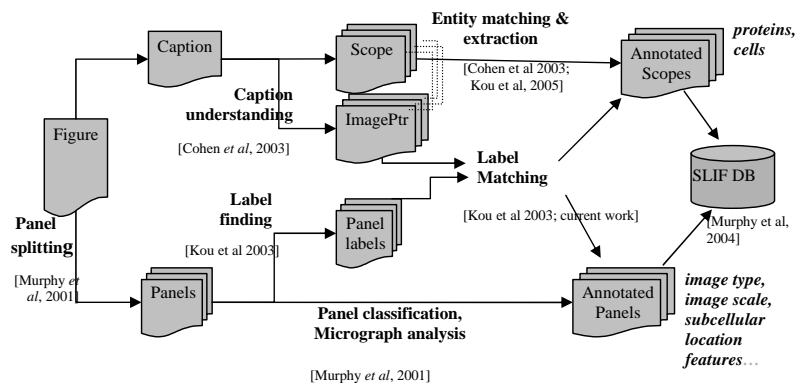 Figure
Caption
Scope
ImagePtr
Caption
understanding
[Cohen et al, 2003]
Entity matching &
extraction
[Cohen et al 2003;
Kou et al, 2005]
Annotated
Scopes
proteins,
cells
Panel
splitting
[Murphy et
al, 2001]
Label
finding
[Kou et al 2003]
Panel
labels
Label
Matching
[Kou et al 2003; current work]
SLIF DB
[Murphy et al,
2004]
Panels
Panel classification,
Micrograph analysis
[Murphy et al, 2001]
Annotated
Panels
image type,
image scale,
subcellular
location
features…